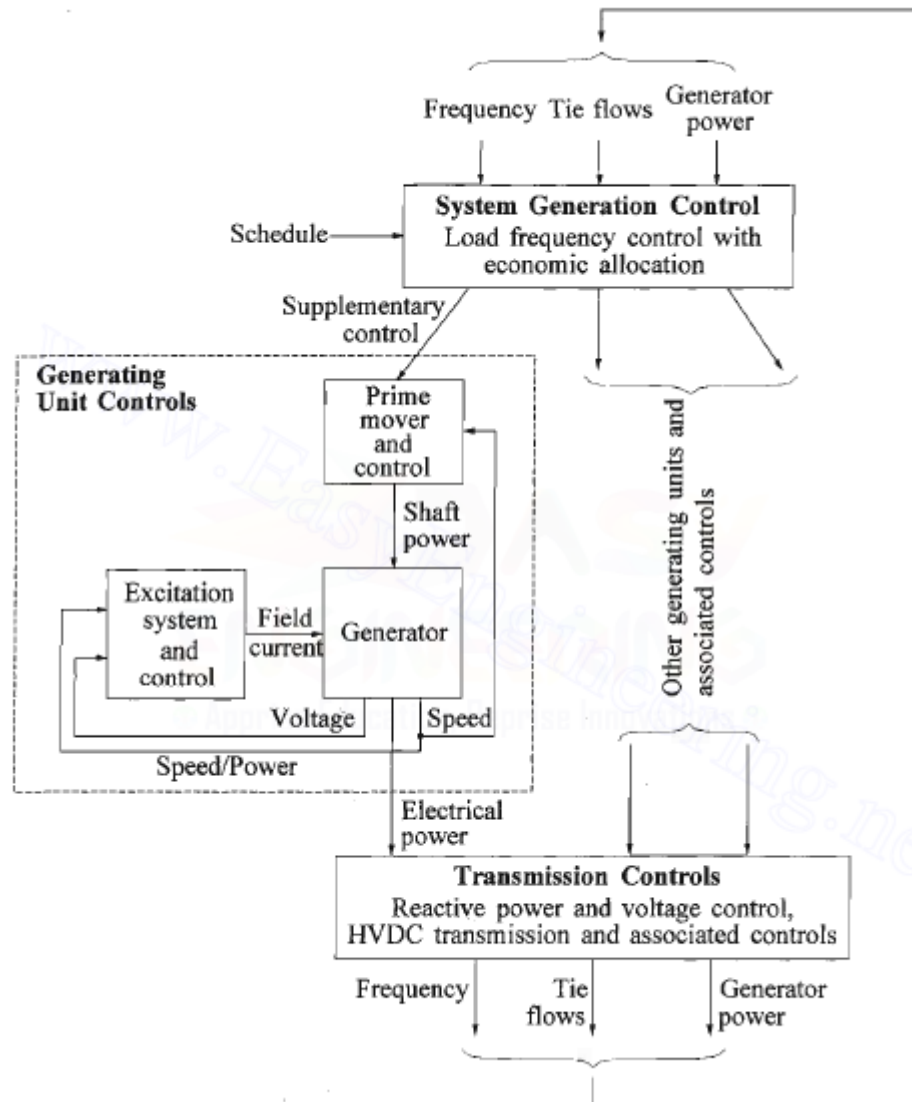 Frequency Tie flows Generator
power
System Generation Control
Load frequency control with
economic allocation
Schedule
Supplementary
control
Generating
Unit Controls
Prime
mover
and
control
Shaft
power
Excitation
system
and
control
Field
current
Generator
Voltage
Speed
Speed/Power
Electrical
power
Other generating units and
associated controls
Transmission Controls
Reactive power and voltage control,
HVDC transmission and associated controls
Frequency
Tie
flows
Generator
power
www.EasyEngineering.net